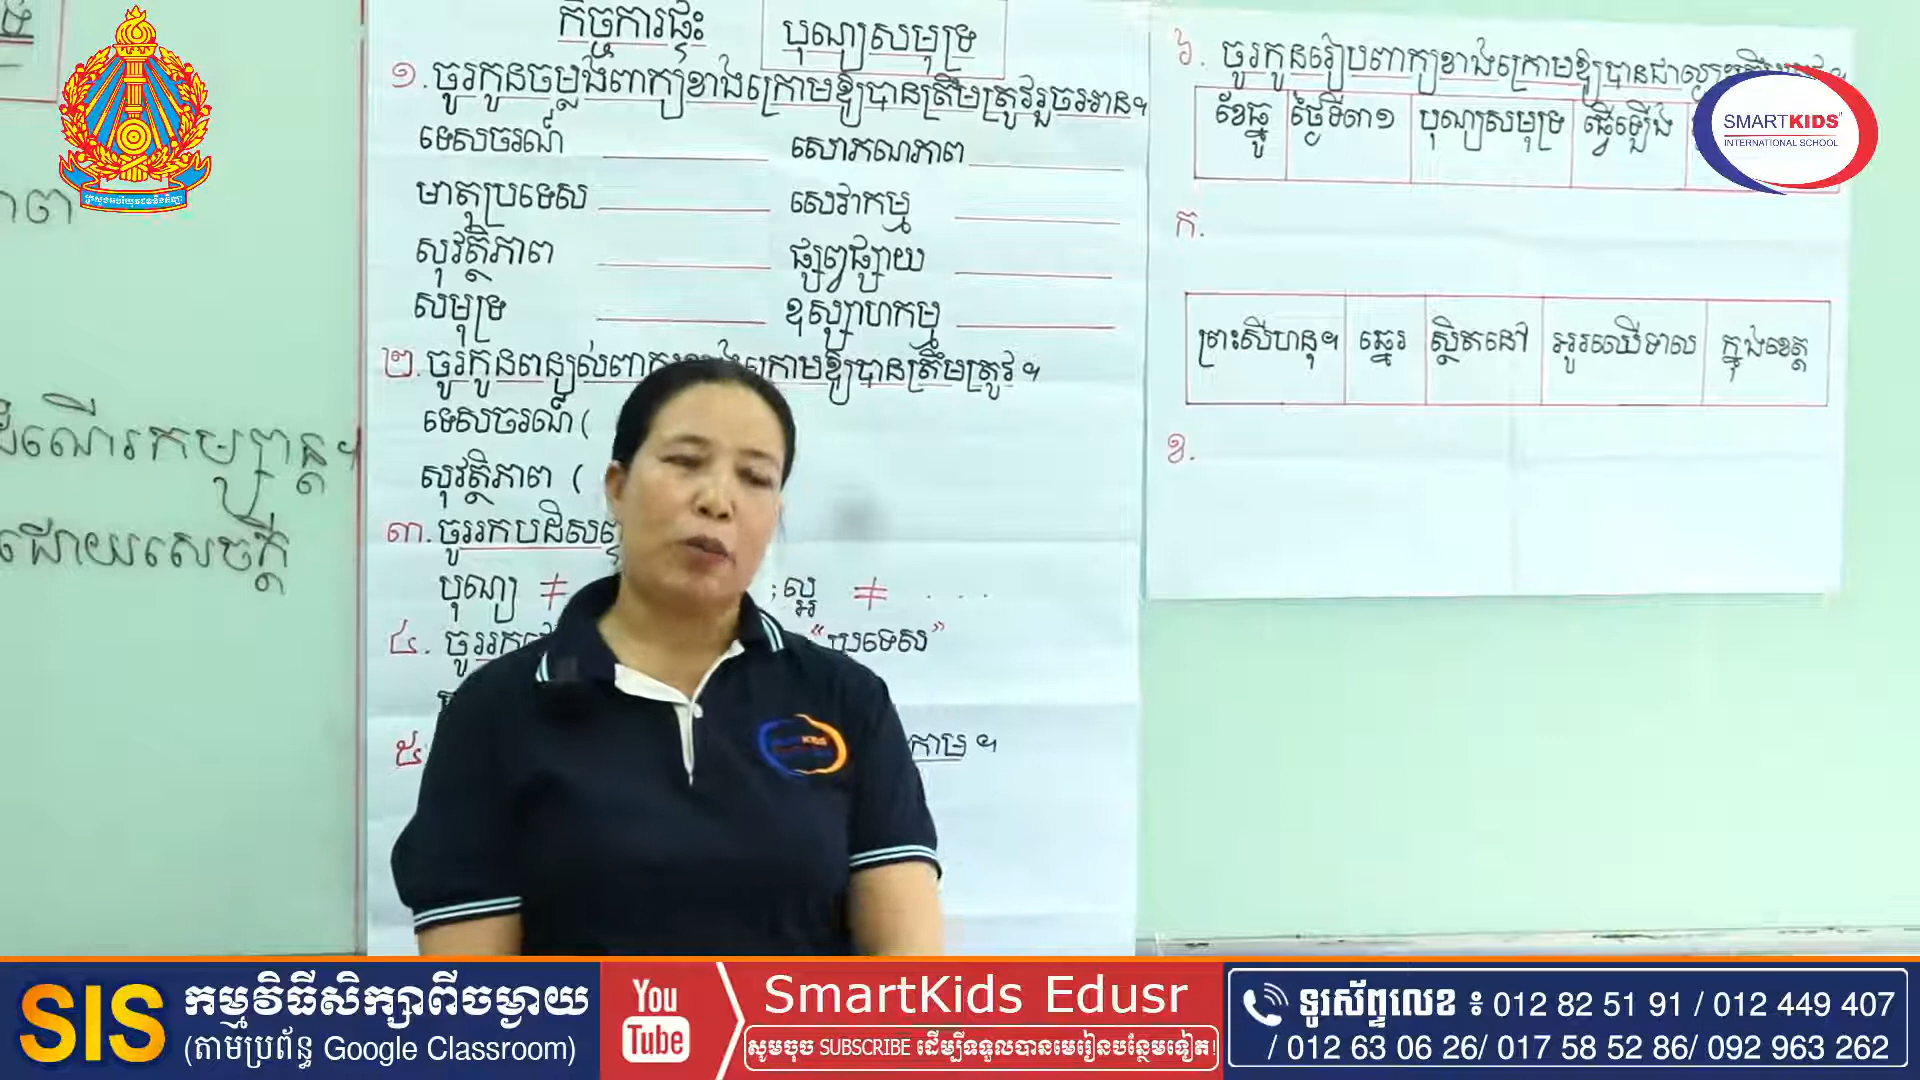 កិច្ចការផ្ទះ
បុណ្យសមុទ្រ
១. ចូរកូនចម្លងពាក្យខាងក្រោមឱ្យបានត្រឹមត្រូវរួចអាន។
ទេសចរណ៍ សោភណភាព
មាតុប្រទេស សេវាកម្ម
សុវត្ថិភាព ផ្សព្វផ្សាយ
សមុទ្រ ឧស្សាហកម្ម
២. ចូរកូនពន្យល់ ខាងក្រោមឱ្យបានត្រឹមត្រូវ។
ទេសចរណ៍ (
សុវត្ថិភាព (
៣. ចូររក
បុណ្យ ≠ ; ល្អ ≠ . . .
៤. ចូររក
៥. ក្រោម។
៦. ចូរកូនរៀបពាក្យខាងក្រោមឱ្យបានជា
ខែធ្នូ ថ្ងៃទី៣១ បុណ្យសមុទ្រ ធ្វើឡើង
ក.
ព្រះសីហនុ។ ឆ្នេរ ស្ថិតនៅ អូរឈើទាល ក្នុងខេត្ត
ខ.
ដំណើរកម្សាន្ត។
ដោយសេចក្តី
SMARTKIDS
INTERNATIONAL SCHOOL
SIS
កម្មវិធីសិក្សាពីចម្ងាយ
(តាមប្រព័ន្ធ Google Classroom)
You Tube
SmartKids Edusr
សូមចុច SUBSCRIBE ដើម្បីទទួលបានមេរៀនបន្ថែមទៀត!
ទូរស័ព្ទលេខ ៖ 012 82 51 91 / 012 449 407
/ 012 63 06 26/ 017 58 52 86/ 092 963 262